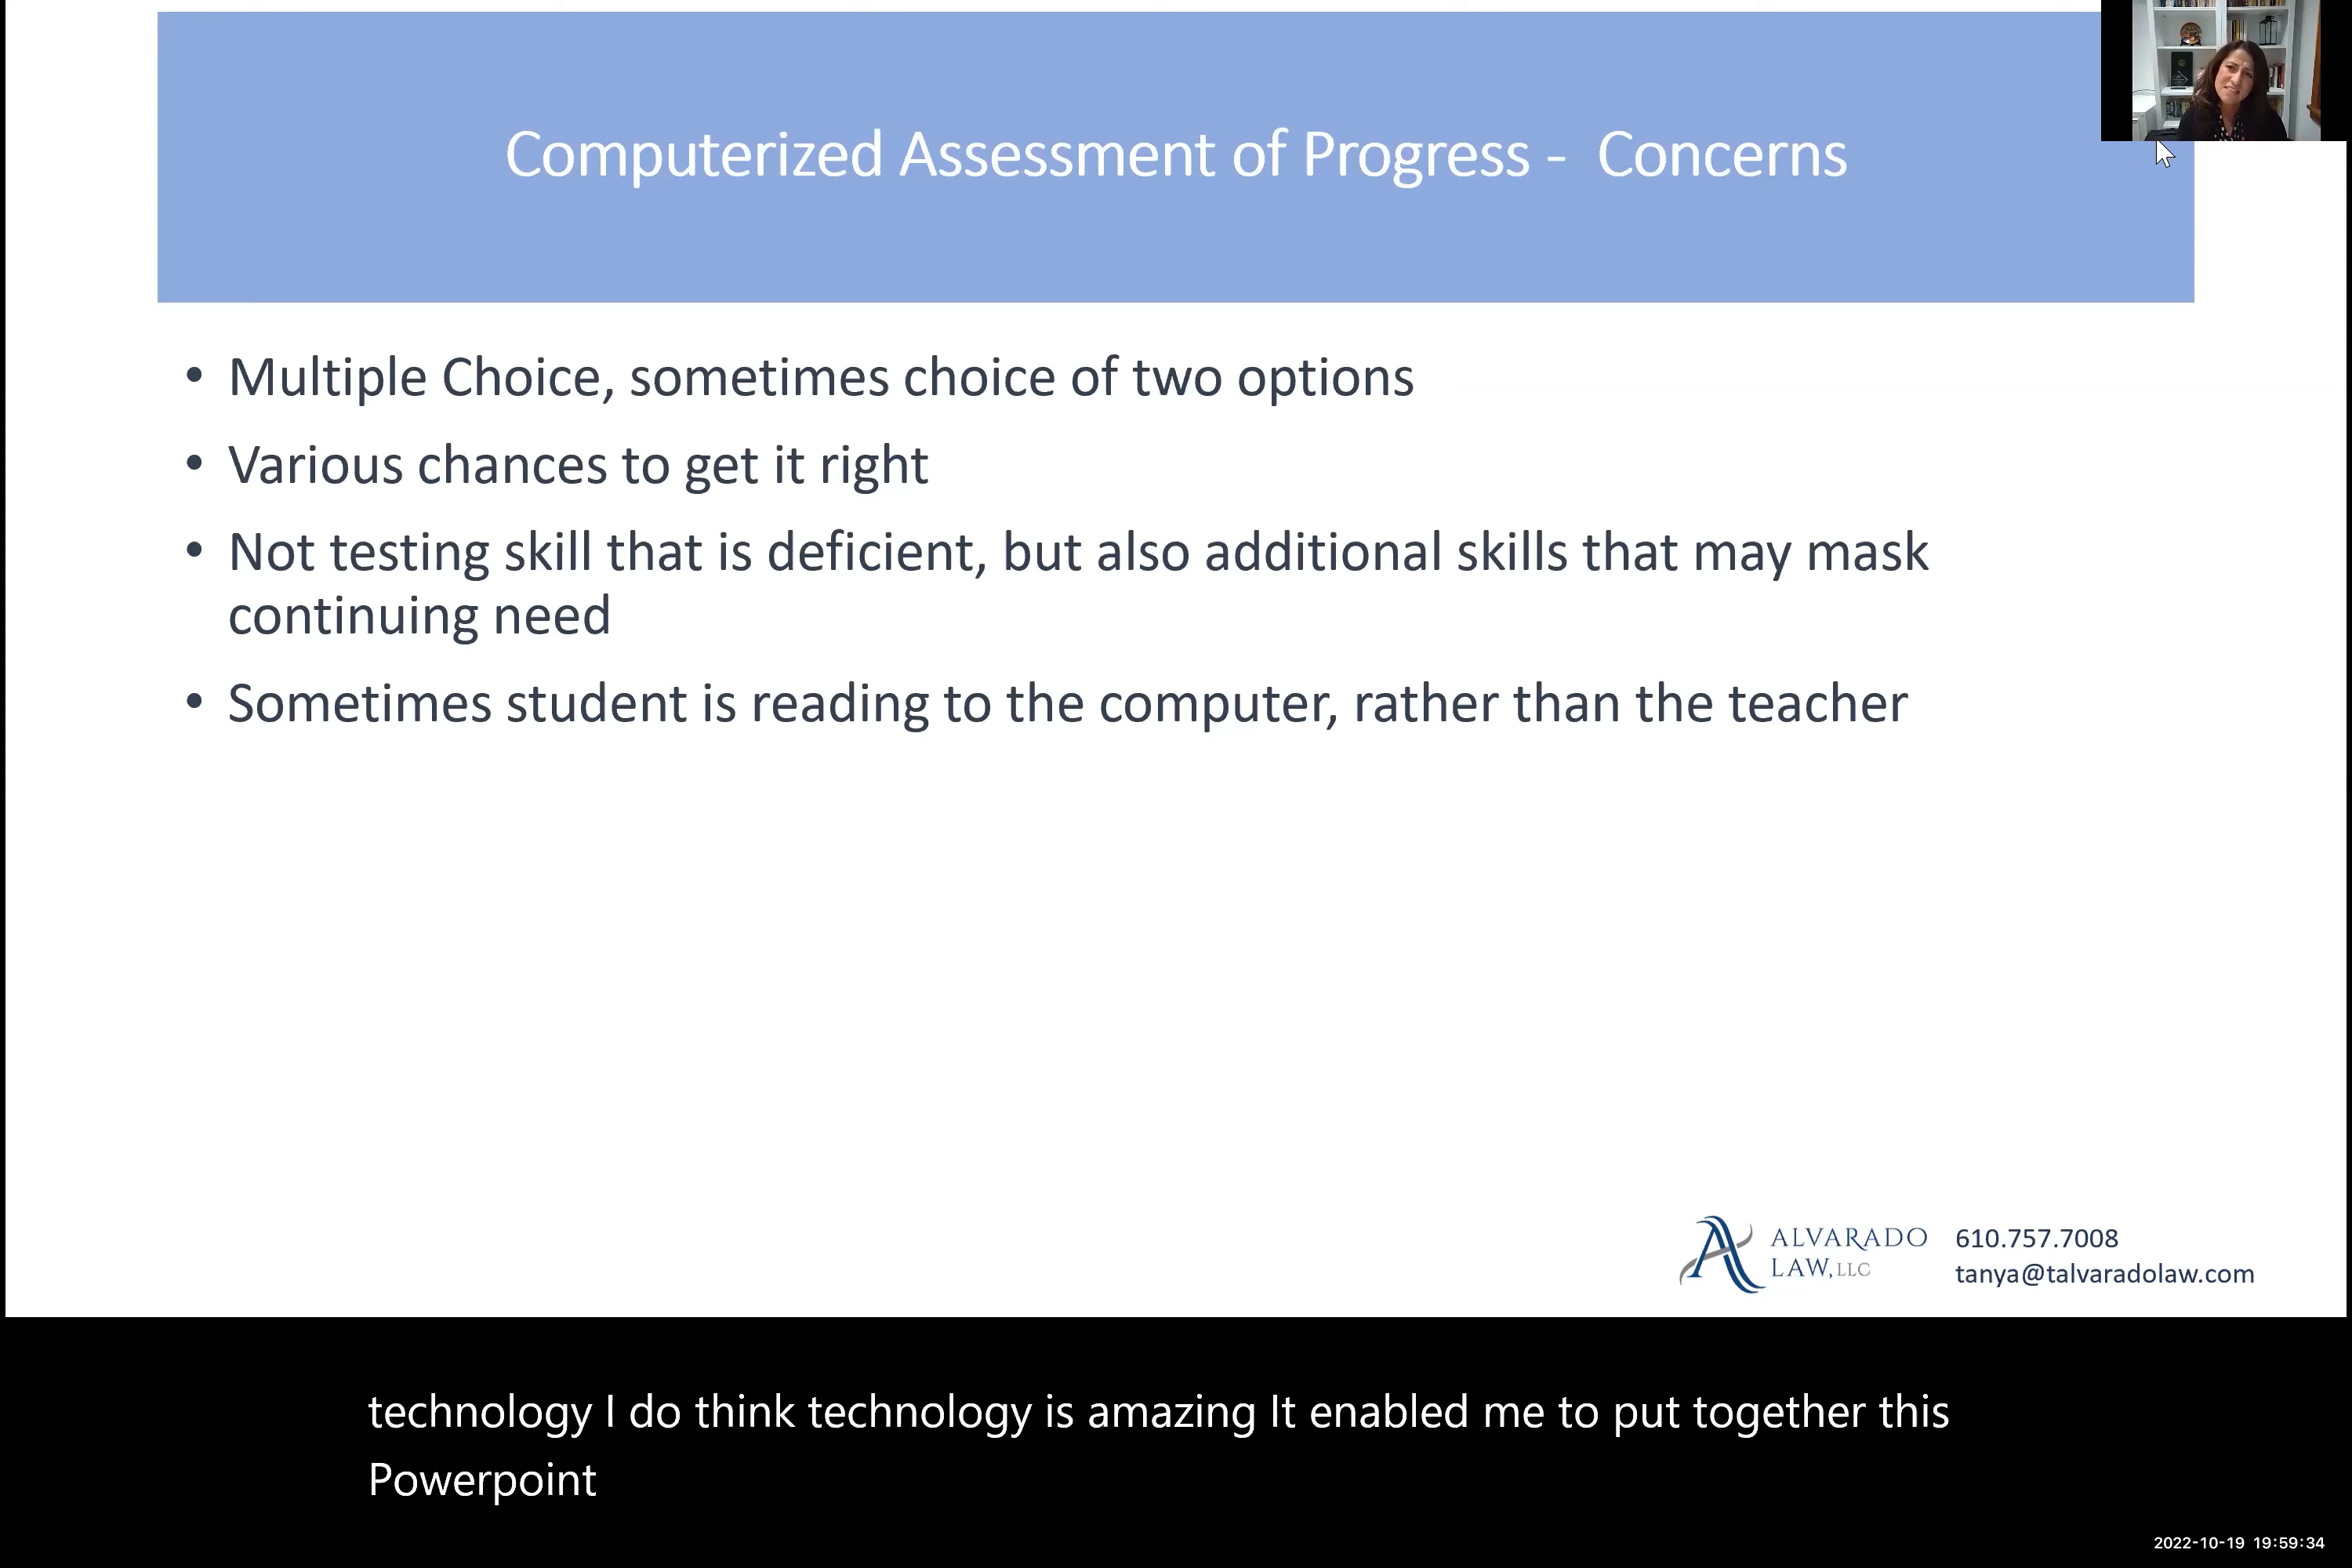 Computerized Assessment of Progress -  Concerns
• Multiple Choice, sometimes choice of two options
• Various chances to get it right
• Not testing skill that is deficient, but also additional skills that may mask
continuing need
• Sometimes student is reading to the computer, rather than the teacher
ALVARADO
LAW, LLC
610.757.7008
tanya@talvaradolaw.com
technology I do think technology is amazing It enabled me to put together this
Powerpoint
2022-10-19 19:59:34